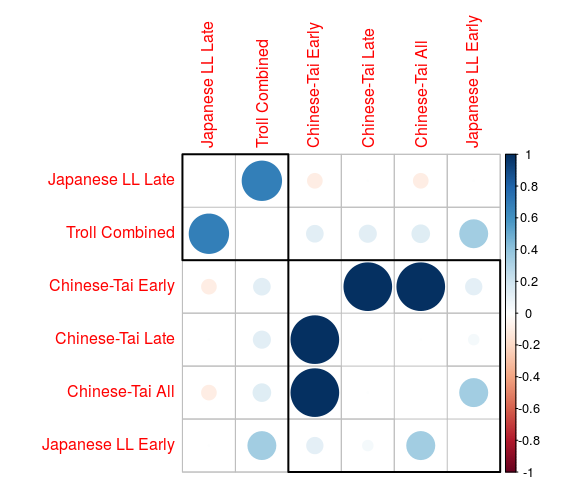 Japanese LL Late
Troll Combined
Chinese-Tai Early
Chinese-Tai Late
Chinese-Tai All
Japanese LL Early
Japanese LL Late
Troll Combined
Chinese-Tai Early
Chinese-Tai Late
Chinese-Tai All
Japanese LL Early
1
0.8
0.6
0.4
0.2
0
-0.2
-0.4
-0.6
-0.8
-1